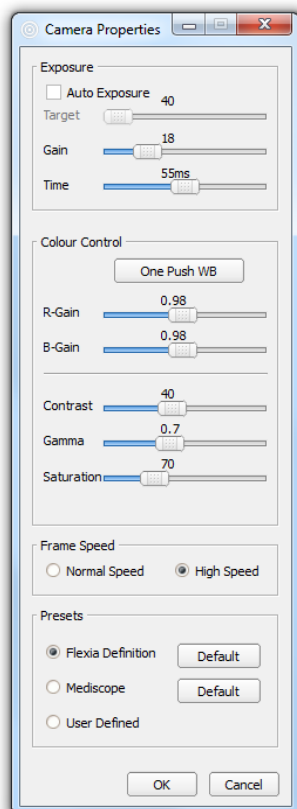 Camera Properties
Exposure
Auto Exposure
40
Target
18
Gain
55ms
Time
Colour Control
One Push WB
0.98
R-Gain
0.98
B-Gain
40
Contrast
0.7
Gamma
70
Saturation
Frame Speed
Normal Speed High Speed
Presets
Flexia Definition Default
Mediscope Default
User Defined
OK Cancel